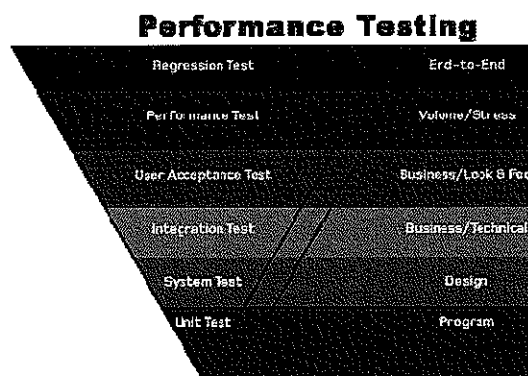 Performance Testing
Regression Test End-to-End
Performance Test Volume/Stress
User Acceptance Test Business/Look & Fee
Integration Test Business/Technical
System Test Design
Unit Test Program